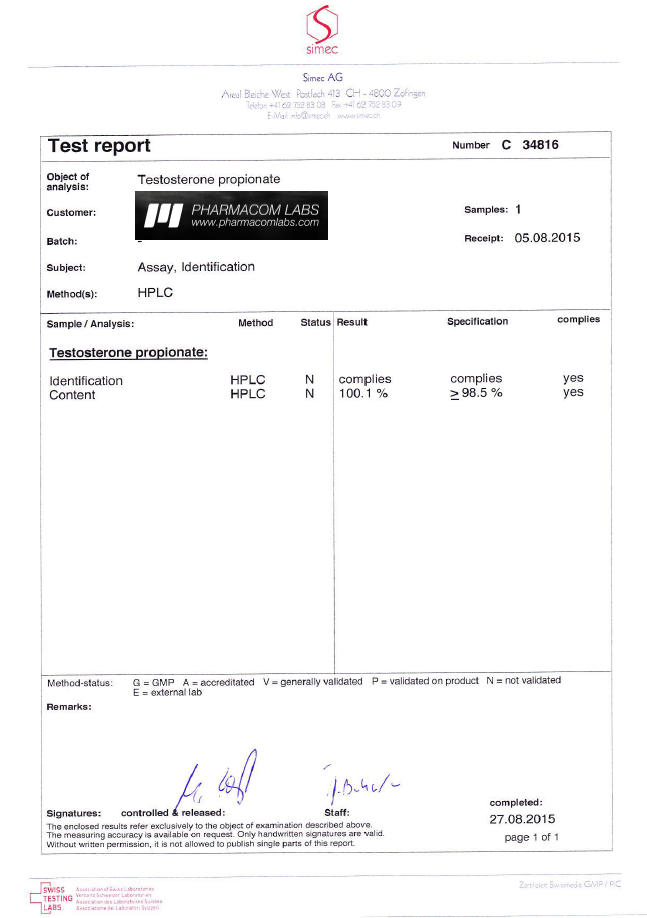 simec
Simec AG
Areal Bleiche West Postfach 413 CH - 4800 Zofingen
Telefon +41 62 752 83 08 Fax +41 62 752 83 09
E-Mail info@simec.ch www.simec.ch
Test report Number C 34816
Object of analysis: Testosterone propionate
Customer: PHARMACOM LABS Samples: 1
www.pharmacomlabs.com
Batch: - Receipt: 05.08.2015
Subject: Assay, Identification
Method(s): HPLC
Sample / Analysis: Method Status Result Specification complies
Testosterone propionate:
Identification HPLC N complies complies yes
Content HPLC N 100.1 % ≥ 98.5 % yes
Method-status: G = GMP A = accreditated V = generally validated P = validated on product N = not validated
E = external lab
Remarks:
completed:
Signatures: controlled & released: Staff:
27.08.2015
The enclosed results refer exclusively to the object of examination described above.
The measuring accuracy is available on request. Only handwritten signatures are valid.
Without written permission, it is not allowed to publish single parts of this report.
page 1 of 1
SWISS TESTING LABS
Association of Swiss Laboratories
Verband Schweizer Laboratorien
Association des Laboratoires Suisses
Zertifiziert Swissmedic GMP / PIC